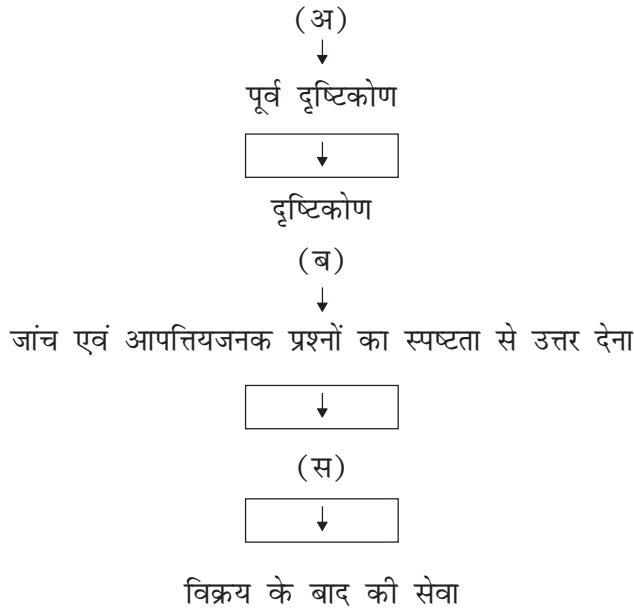 (अ)
पूर्व दृष्टिकोण
दृष्टिकोण
(ब)
जांच एवं आपत्तियजनक प्रश्नों का स्पष्टता से उत्तर देना
(स)
विक्रय के बाद की सेवा